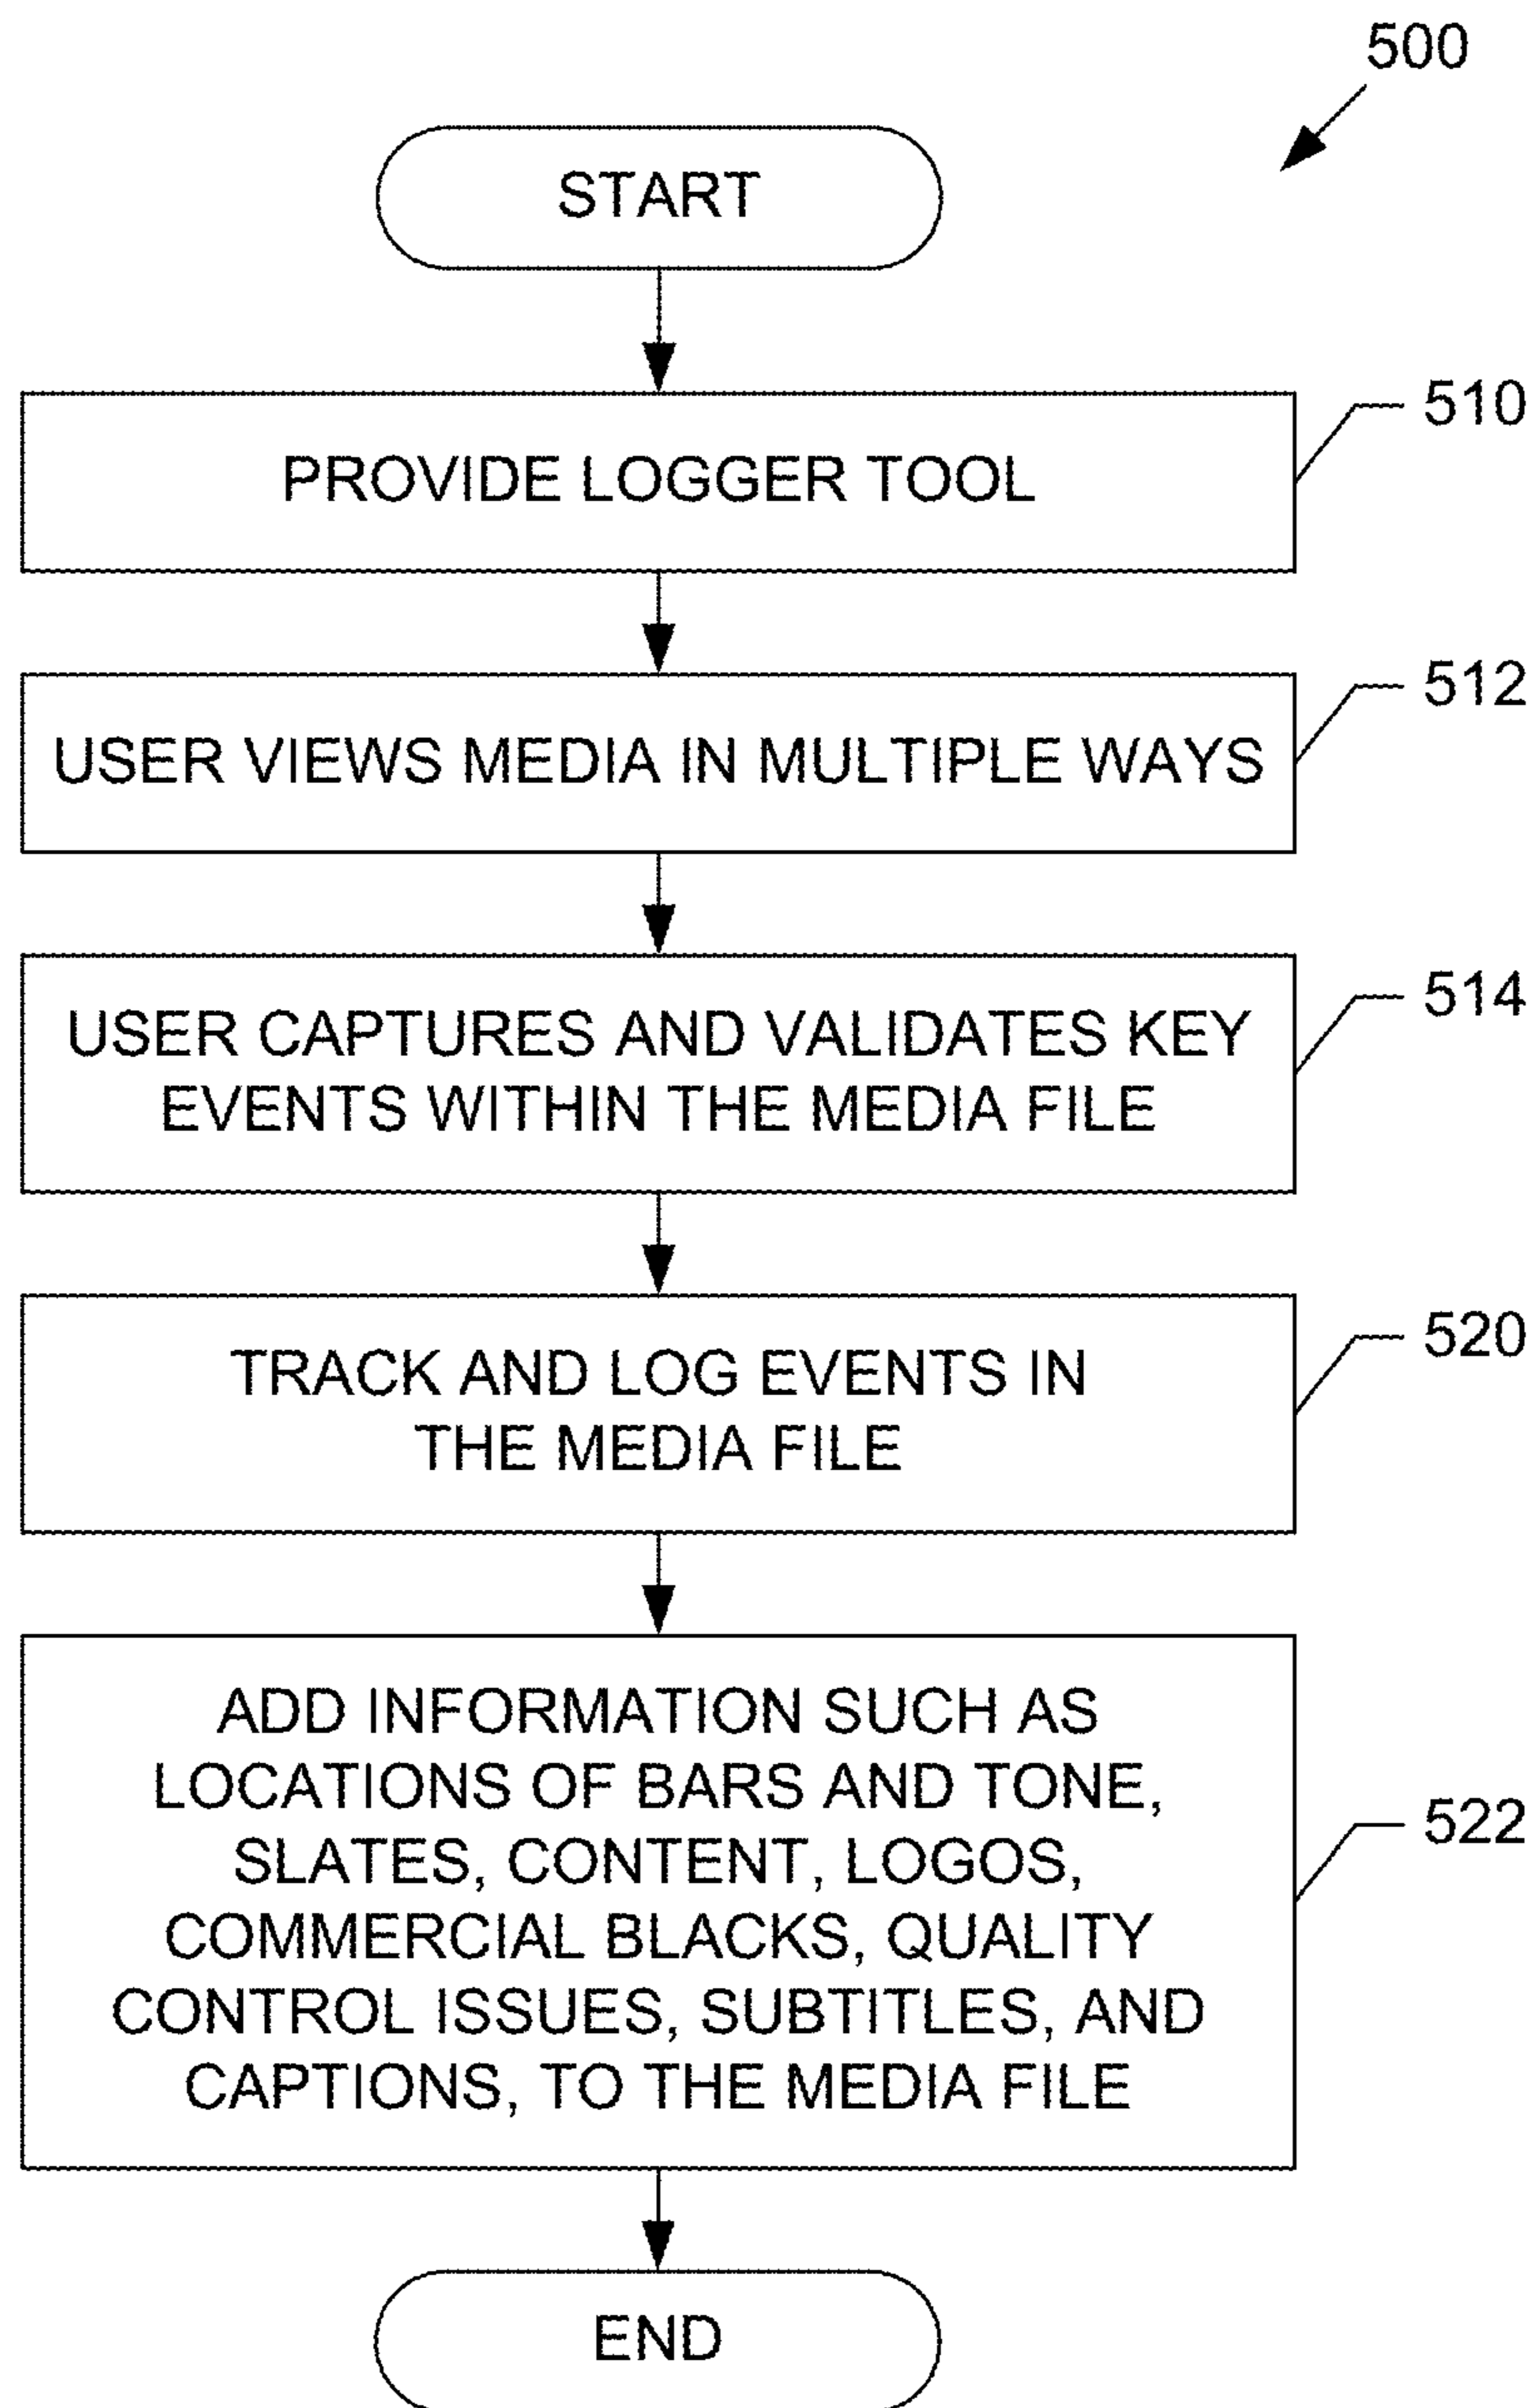 500
START
PROVIDE LOGGER TOOL
510
USER VIEWS MEDIA IN MULTIPLE WAYS
512
USER CAPTURES AND VALIDATES KEY
EVENTS WITHIN THE MEDIA FILE
514
TRACK AND LOG EVENTS IN
THE MEDIA FILE
520
ADD INFORMATION SUCH AS
LOCATIONS OF BARS AND TONE,
SLATES, CONTENT, LOGOS,
COMMERCIAL BLACKS, QUALITY
CONTROL ISSUES, SUBTITLES, AND
CAPTIONS, TO THE MEDIA FILE
522
END